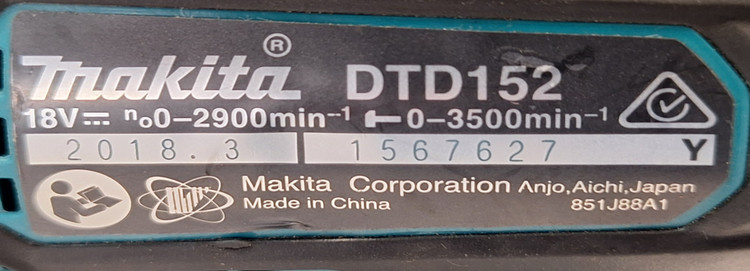 makita® DTD152
18V⎓ n₀0–2900min⁻¹ 0–3500min⁻¹
2018.3 1567627 Y
Makita Corporation Anjo,Aichi,Japan
Made in China 851J88A1